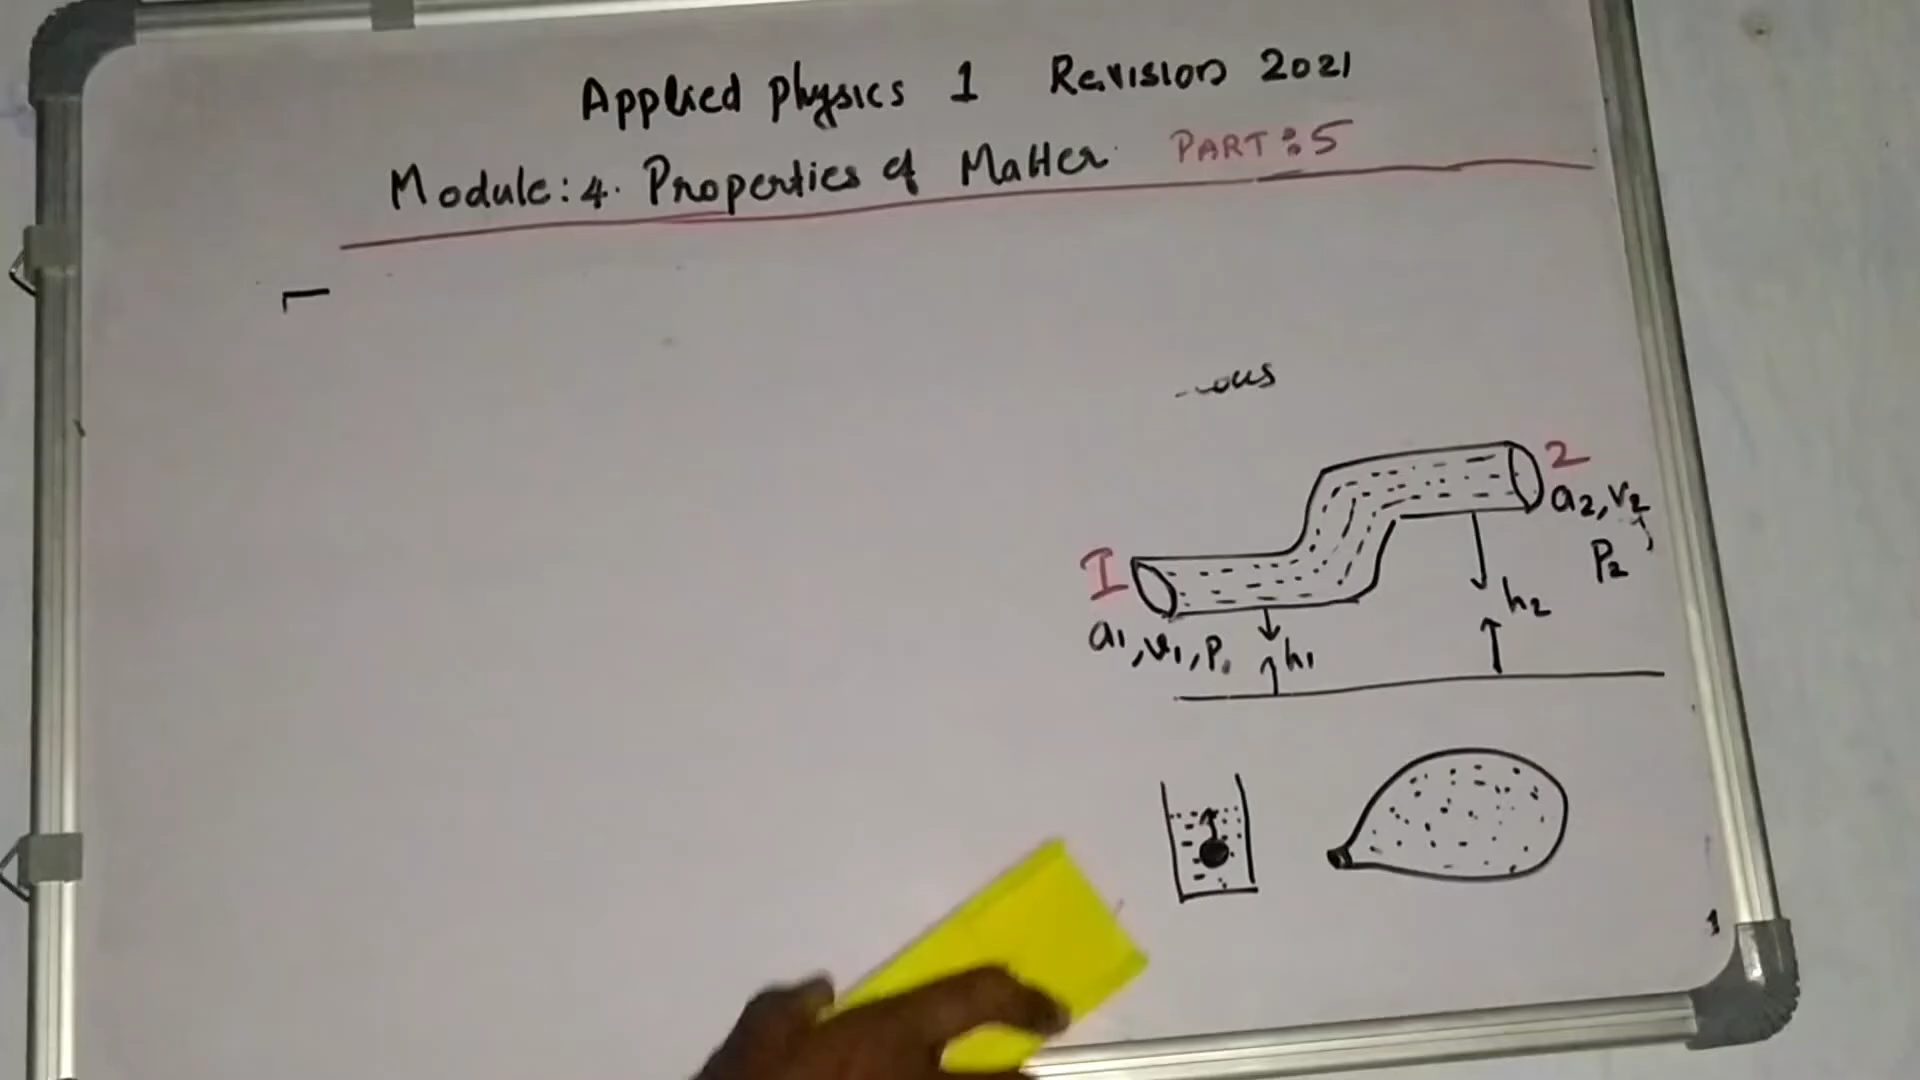 Applied Physics 1 Revision 2021
Module: 4. Properties of Matter PART: 5
ous
2
a2, v2
P2
I
h2
a1, v1, P1
h1
1